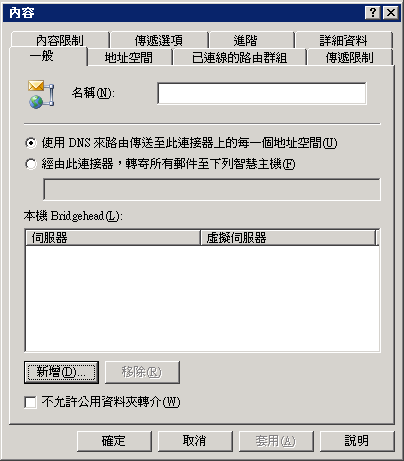 內容
內容限制 傳遞選項 進階 詳細資料
一般 地址空間 已連線的路由群組 傳遞限制
名稱(N):
使用 DNS 來路由傳送至此連接器上的每一個地址空間(U)
經由此連接器，轉寄所有郵件至下列智慧主機(F)
本機 Bridgehead(L):
伺服器 虛擬伺服器
新增(D)... 移除(R)
不允許公用資料夾轉介(W)
確定 取消 套用(A) 說明